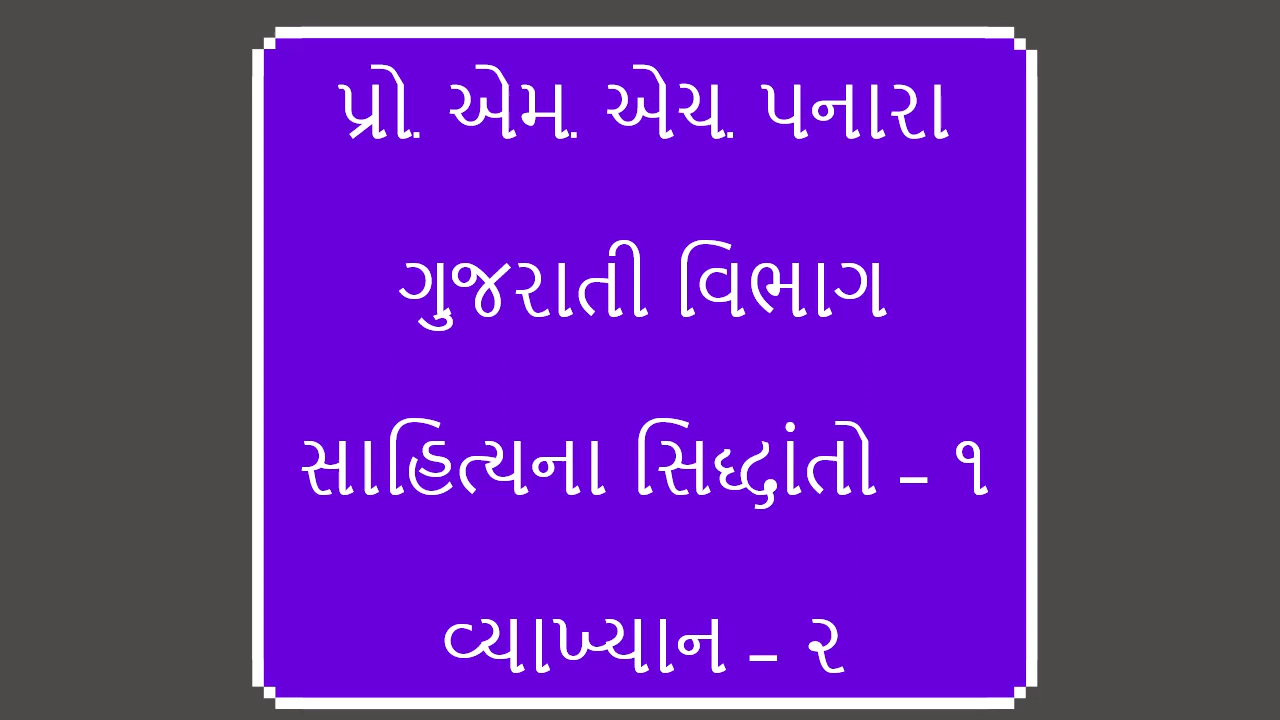 પ્રો. એમ. એચ. પનારા
ગુજરાતી વિભાગ
સાહિત્યના સિદ્ધાંતો – ૧
વ્યાખ્યાન – ૨